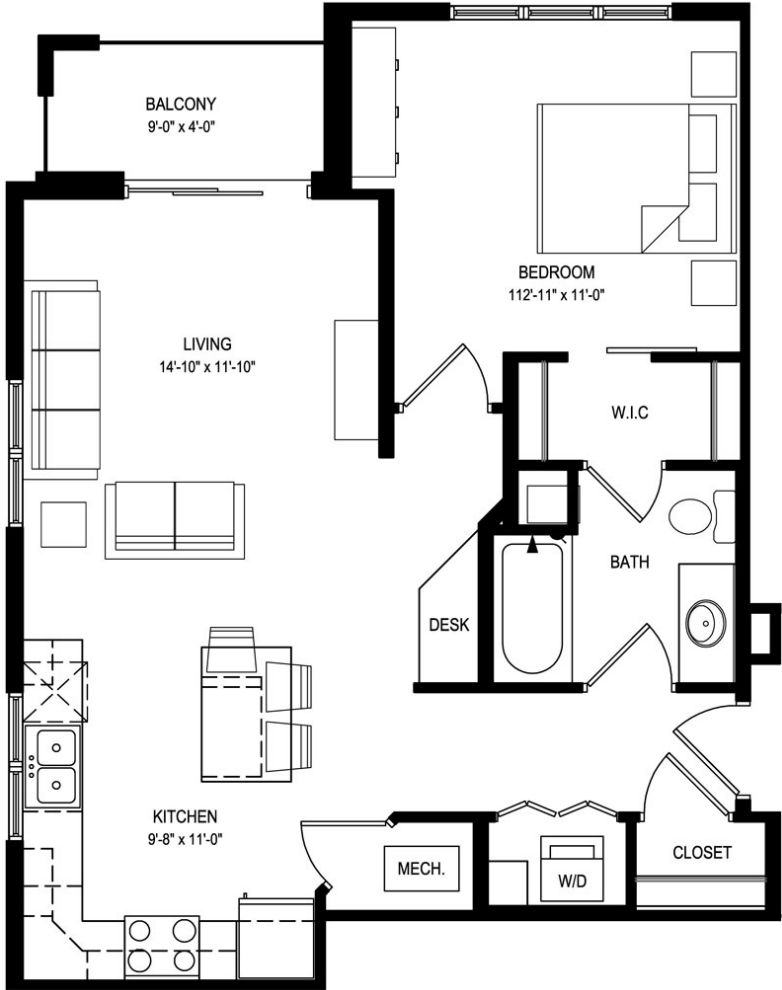 BALCONY
9'-0" x 4'-0"
BEDROOM
112'-11" x 11'-0"
LIVING
14'-10" x 11'-10"
W.I.C
BATH
DESK
KITCHEN
9'-8" x 11'-0"
MECH.
W/D
CLOSET